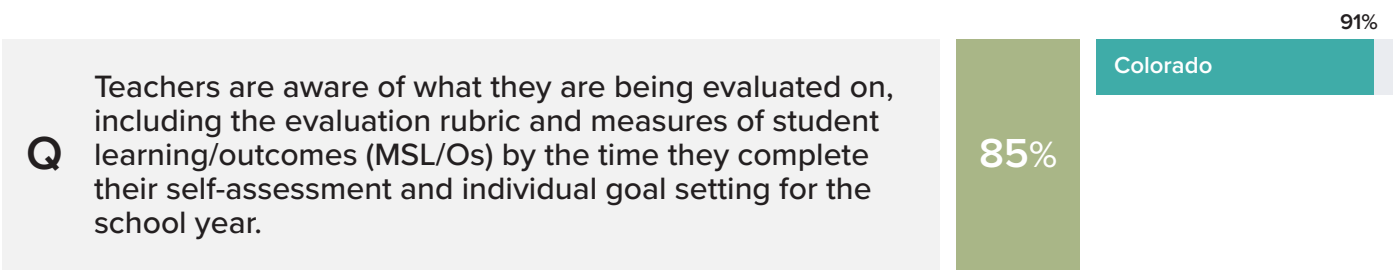 91%
Colorado
Teachers are aware of what they are being evaluated on,
including the evaluation rubric and measures of student
Q
learning/outcomes (MSL/Os) by the time they complete
85%
their self-assessment and individual goal setting for the
school year.